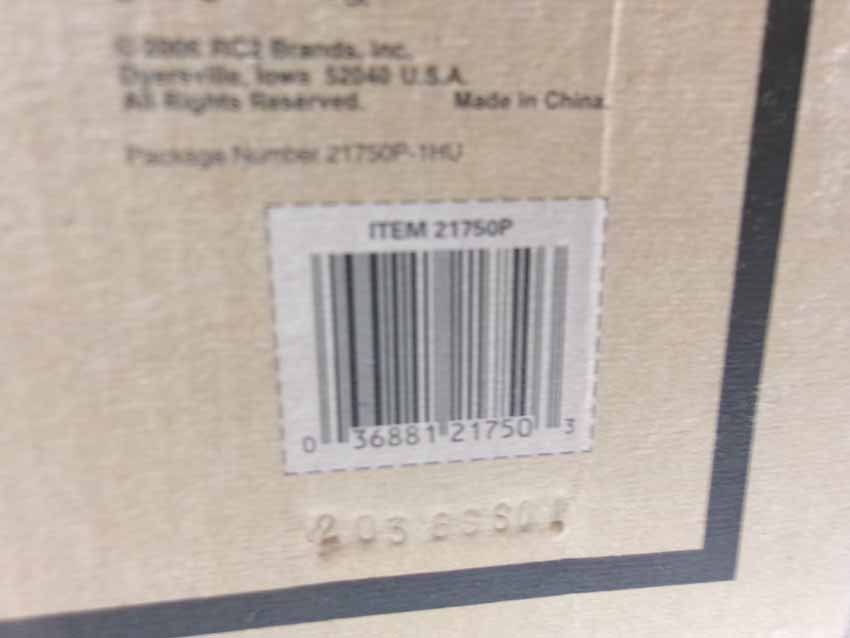 © 2006 RC2 Brands, Inc.
Dyersville, Iowa 52040 U.S.A.
All Rights Reserved. Made in China.
Package Number 21750P-1HU
ITEM 21750P
0 36881 21750 3